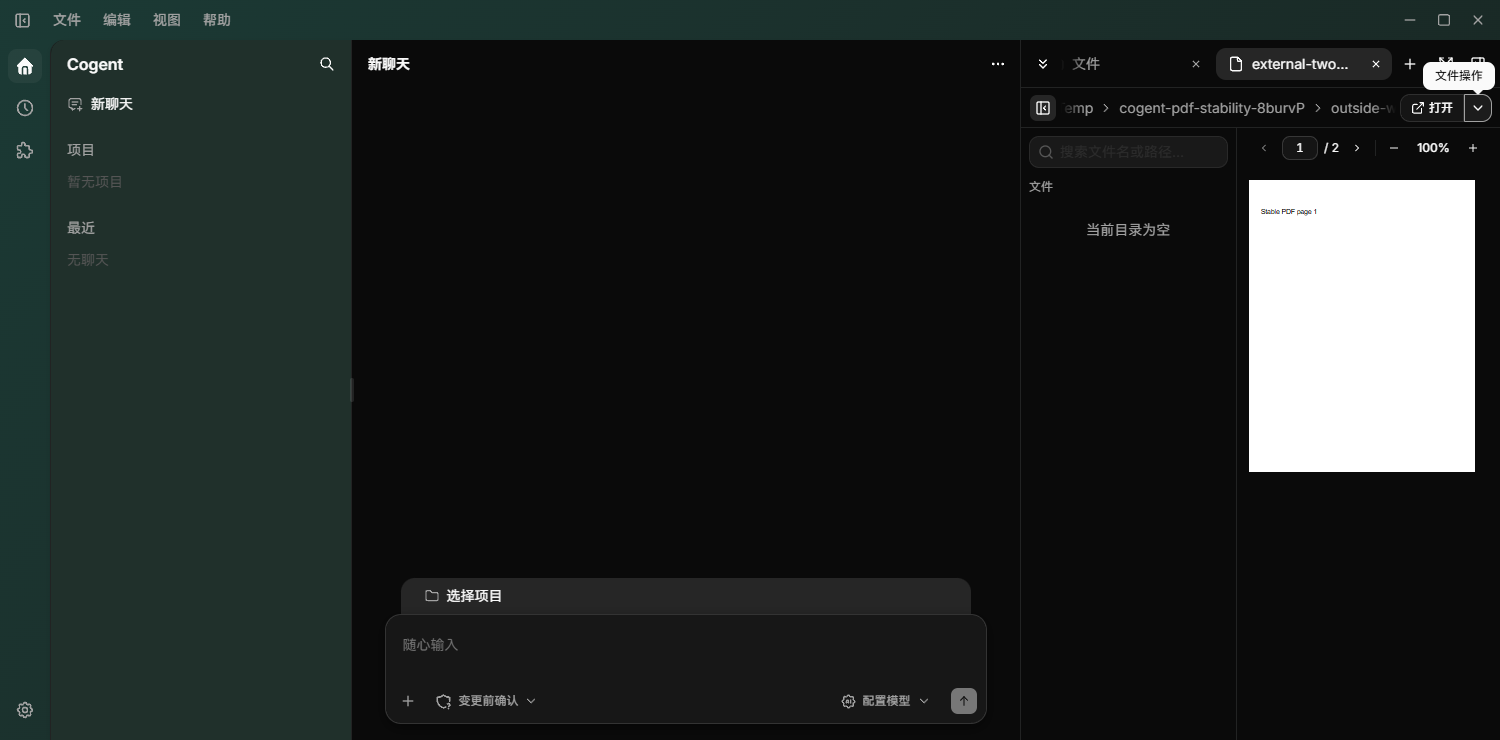 文件 编辑 视图 帮助
Cogent
新聊天
项目
暂无项目
最近
无聊天
新聊天
选择项目
随心输入
变更前确认
配置模型
文件
external-two...
文件操作
emp > cogent-pdf-stability-8burvP > outside-w
打开
搜索文件名或路径...
文件
当前目录为空
1 / 2
100%
Stable PDF page 1